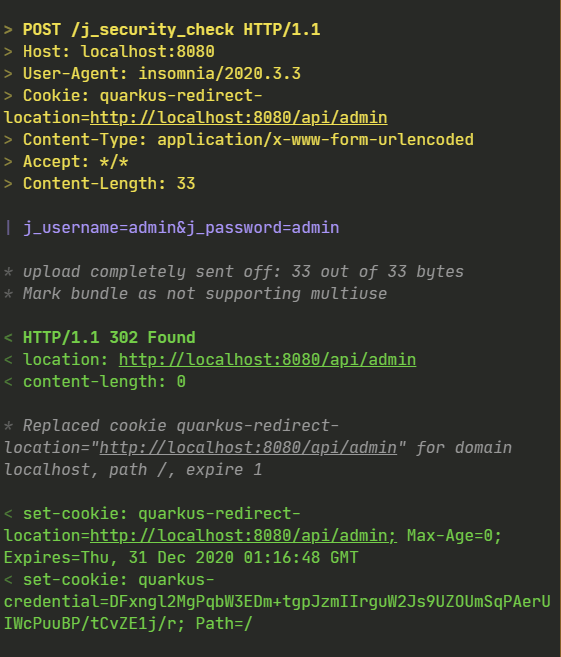 > POST /j_security_check HTTP/1.1
> Host: localhost:8080
> User-Agent: insomnia/2020.3.3
> Cookie: quarkus-redirect-
location=http://localhost:8080/api/admin
> Content-Type: application/x-www-form-urlencoded
> Accept: */*
> Content-Length: 33
| j_username=admin&j_password=admin
* upload completely sent off: 33 out of 33 bytes
* Mark bundle as not supporting multiuse
< HTTP/1.1 302 Found
< location: http://localhost:8080/api/admin
< content-length: 0
* Replaced cookie quarkus-redirect-
location="http://localhost:8080/api/admin" for domain
localhost, path /, expire 1
< set-cookie: quarkus-redirect-
location=http://localhost:8080/api/admin; Max-Age=0;
Expires=Thu, 31 Dec 2020 01:16:48 GMT
< set-cookie: quarkus-
credential=DFxngl2MgPqbW3EDm+tgpJzmIIrguW2Js9UZOUmSqPAerU
IWcPuuBP/tCvZE1j/r; Path=/